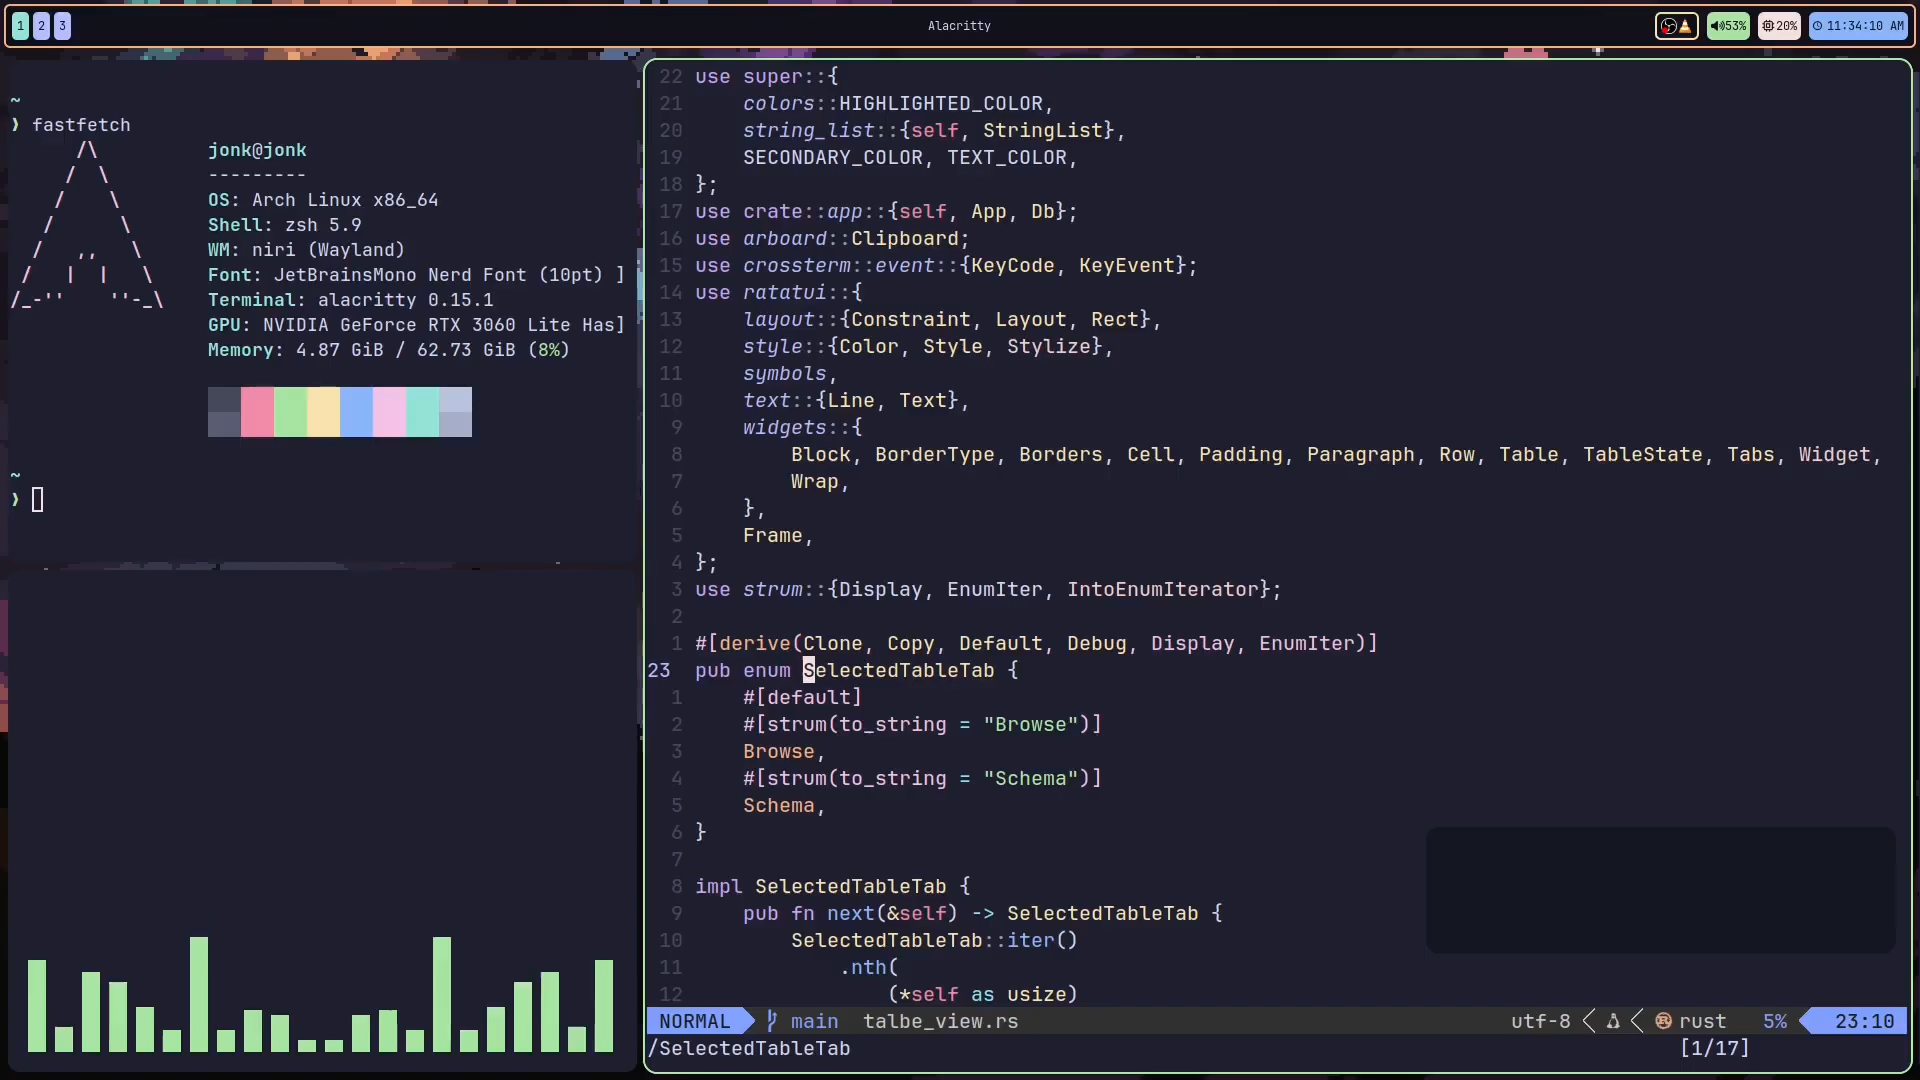 1 2 3
Alacritty
53%
20%
11:34:10 AM
~
❯ fastfetch
/\
/ \
/ \
/ \
/ ,, \
/ | | \
/_-'' ''-_\
jonk@jonk
---------
OS: Arch Linux x86_64
Shell: zsh 5.9
WM: niri (Wayland)
Font: JetBrainsMono Nerd Font (10pt) ]
Terminal: alacritty 0.15.1
GPU: NVIDIA GeForce RTX 3060 Lite Has]
Memory: 4.87 GiB / 62.73 GiB (8%)
~
❯
22 use super::{
21     colors::HIGHLIGHTED_COLOR,
20     string_list::{self, StringList},
19     SECONDARY_COLOR, TEXT_COLOR,
18 };
17 use crate::app::{self, App, Db};
16 use arboard::Clipboard;
15 use crossterm::event::{KeyCode, KeyEvent};
14 use ratatui::{
13     layout::{Constraint, Layout, Rect},
12     style::{Color, Style, Stylize},
11     symbols,
10     text::{Line, Text},
9     widgets::{
8         Block, BorderType, Borders, Cell, Padding, Paragraph, Row, Table, TableState, Tabs, Widget,
7         Wrap,
6     },
5     Frame,
4 };
3 use strum::{Display, EnumIter, IntoEnumIterator};
2
1 #[derive(Clone, Copy, Default, Debug, Display, EnumIter)]
23 pub enum SelectedTableTab {
1     #[default]
2     #[strum(to_string = "Browse")]
3     Browse,
4     #[strum(to_string = "Schema")]
5     Schema,
6 }
7
8 impl SelectedTableTab {
9     pub fn next(&self) -> SelectedTableTab {
10         SelectedTableTab::iter()
11             .nth(
12                 (*self as usize)
NORMAL main talbe_view.rs utf-8 rust 5% 23:10
/SelectedTableTab [1/17]